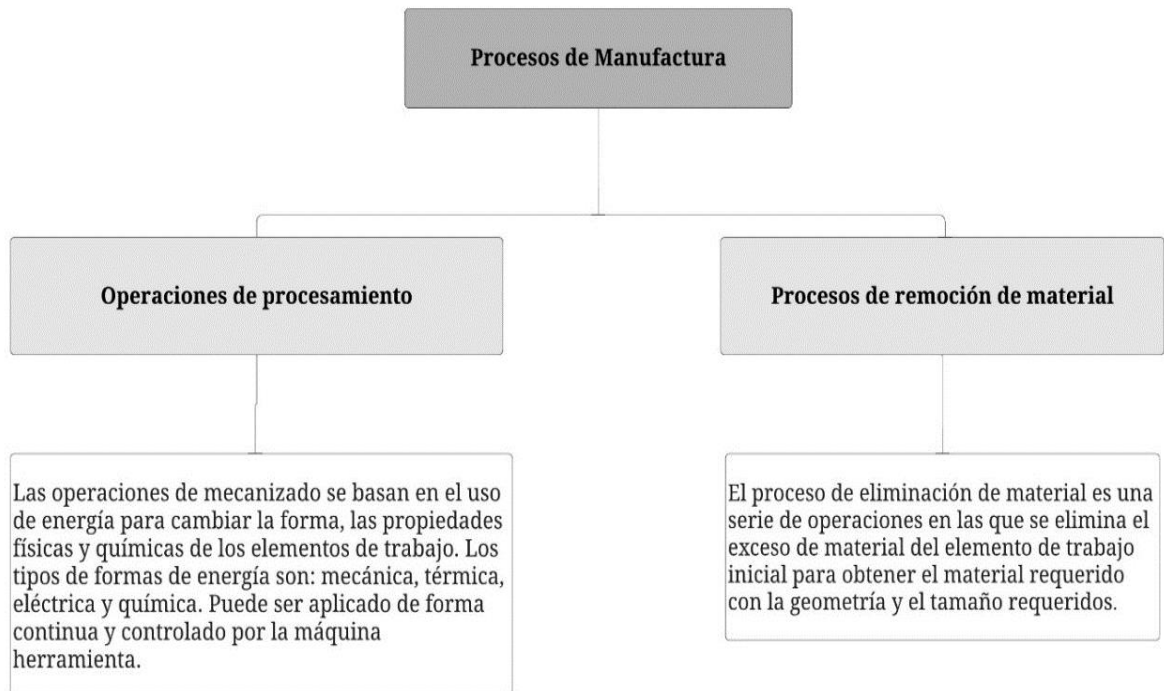 Procesos de Manufactura
Operaciones de procesamiento
Procesos de remoción de material
Las operaciones de mecanizado se basan en el uso
de energía para cambiar la forma, las propiedades
físicas y químicas de los elementos de trabajo. Los
tipos de formas de energía son: mecánica, térmica,
eléctrica y química. Puede ser aplicado de forma
continua y controlado por la máquina
herramienta.
El proceso de eliminación de material es una
serie de operaciones en las que se elimina el
exceso de material del elemento de trabajo
inicial para obtener el material requerido
con la geometría y el tamaño requeridos.